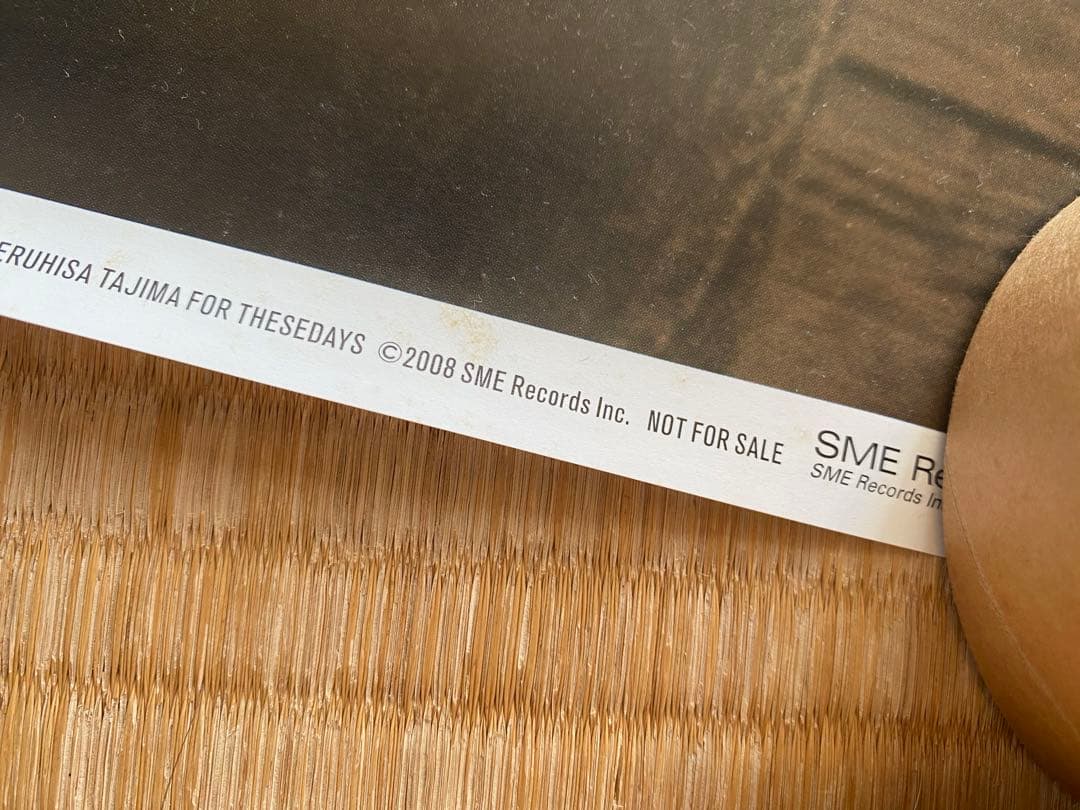 ERUHISA TAJIMA FOR THESEDAYS ©2008 SME Records Inc. NOT FOR SALE
SME Re
SME Records In